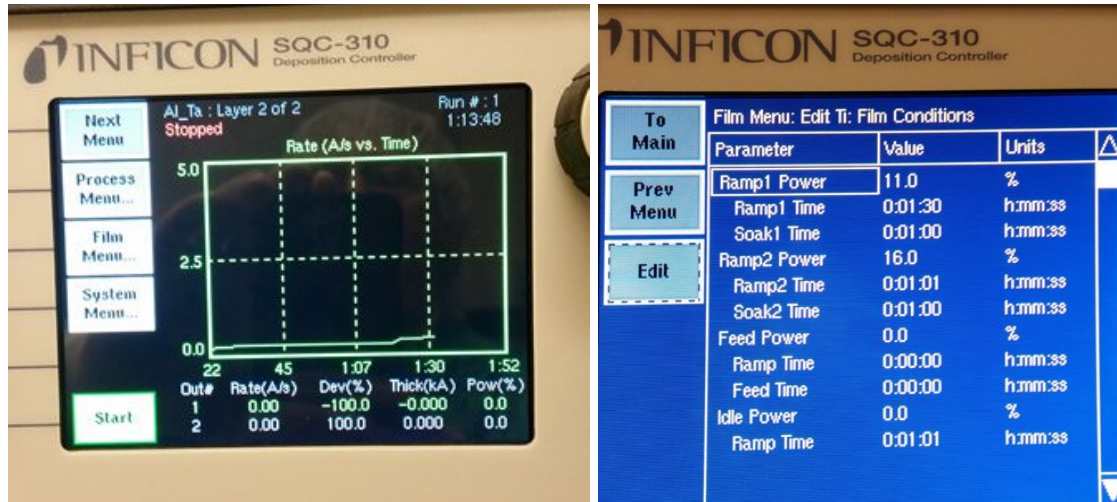 INFICON SQC-310
Deposition Controller
Next Menu
Process Menu...
Film Menu...
System Menu...
Start
Al_Ta : Layer 2 of 2
Run # : 1
Stopped
1:13:48
Rate (A/s vs. Time)
5.0
2.5
0.0
22 45 1:07 1:30 1:52
Out# Rate(A/s) Dev(%) Thick(kA) Pow(%)
1 0.00 -100.0 -0.000 0.0
2 0.00 100.0 0.000 0.0
INFICON SQC-310
Deposition Controller
To Main
Prev Menu
Edit
Film Menu: Edit Ti: Film Conditions
Parameter Value Units
Ramp1 Power 11.0 %
Ramp1 Time 0:01:30 h:mm:ss
Soak1 Time 0:01:00 h:mm:ss
Ramp2 Power 16.0 %
Ramp2 Time 0:01:01 h:mm:ss
Soak2 Time 0:01:00 h:mm:ss
Feed Power 0.0 %
Ramp Time 0:00:00 h:mm:ss
Feed Time 0:00:00 h:mm:ss
Idle Power 0.0 %
Ramp Time 0:01:01 h:mm:ss